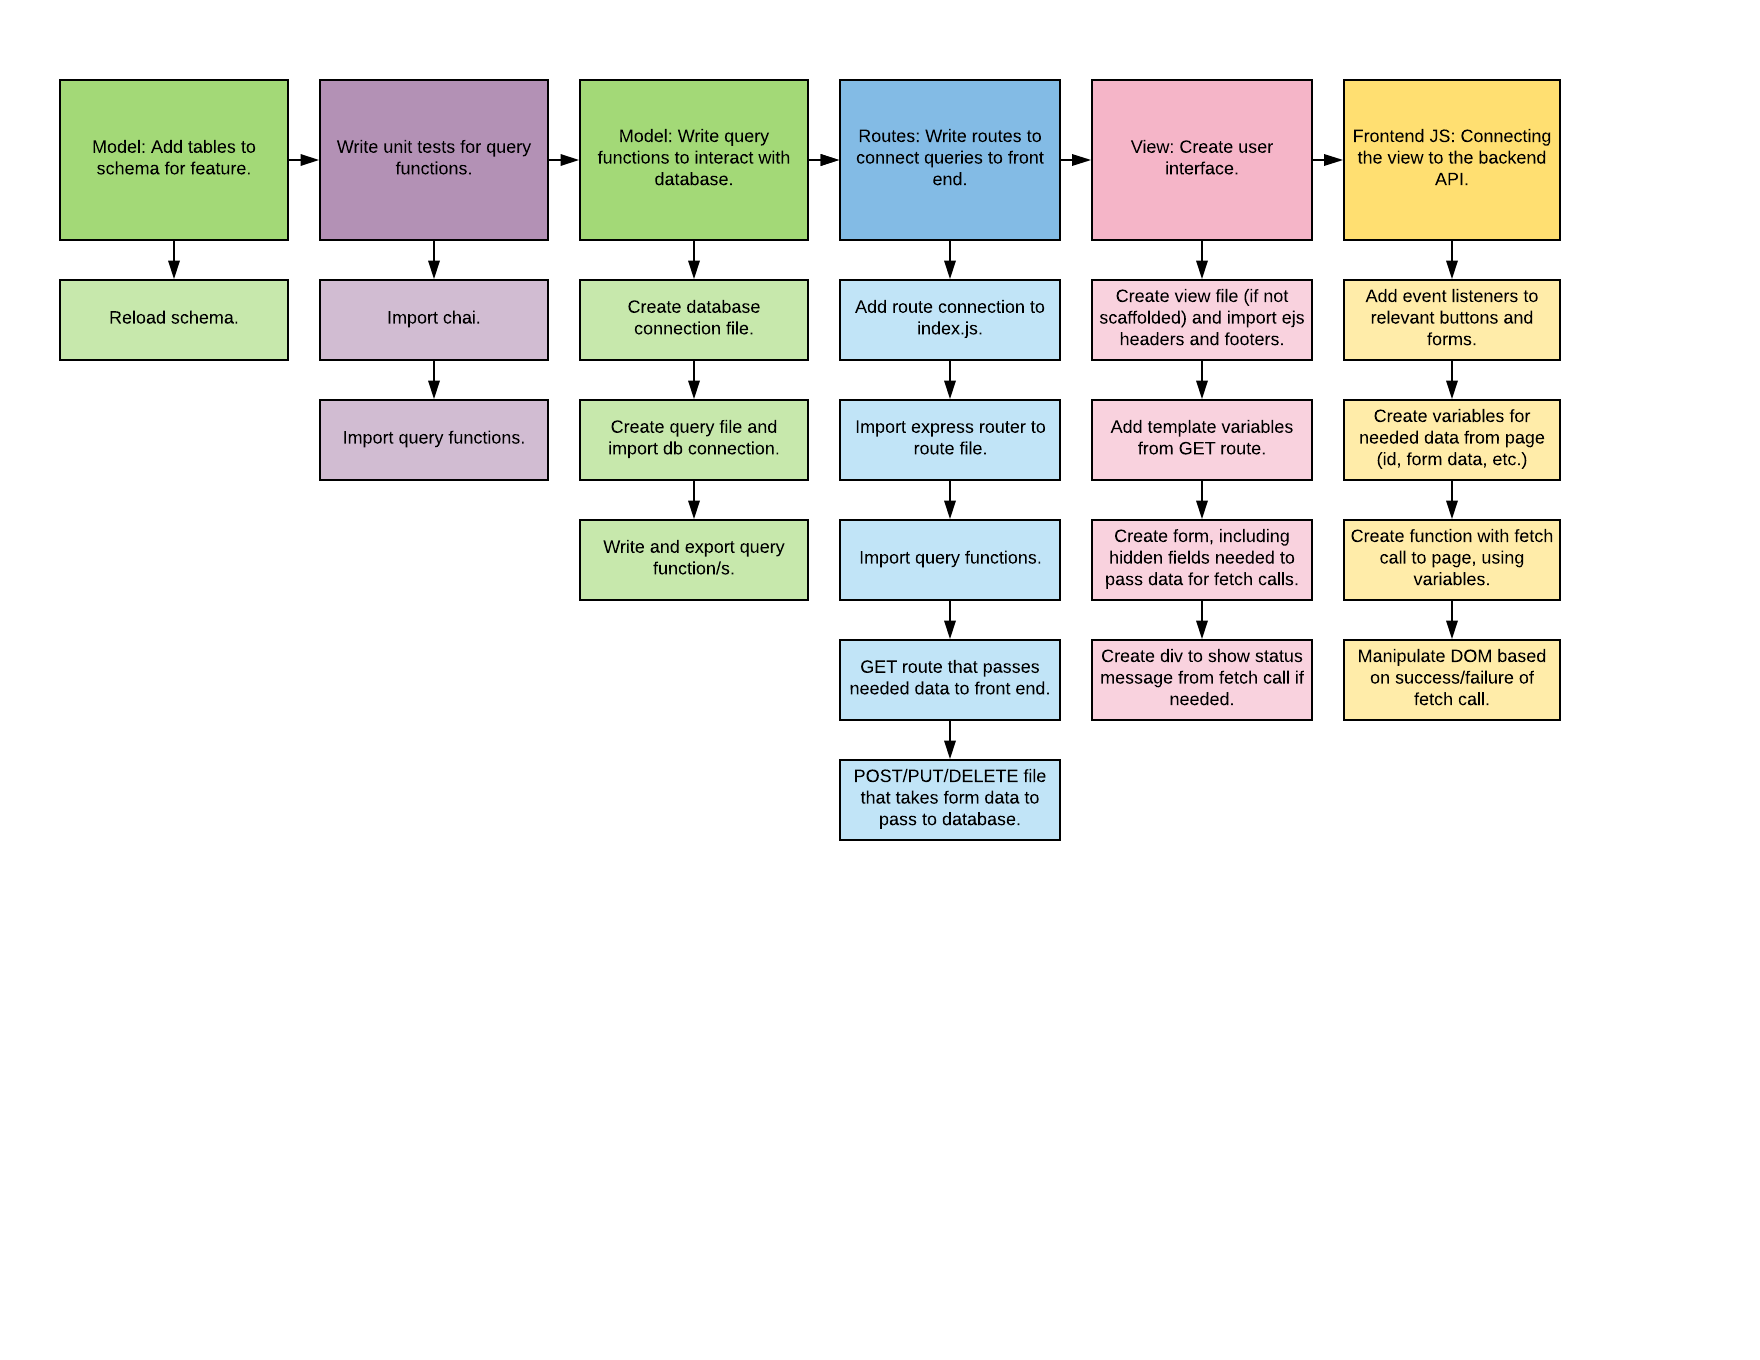 Model: Add tables to
schema for feature.
Write unit tests for query
functions.
Model: Write query
functions to interact with
database.
Routes: Write routes to
connect queries to front
end.
View: Create user
interface.
Frontend JS: Connecting
the view to the backend
API.
Reload schema.
Import chai.
Import query functions.
Create database
connection file.
Create query file and
import db connection.
Write and export query
function/s.
Add route connection to
index.js.
Import express router to
route file.
Import query functions.
GET route that passes
needed data to front end.
POST/PUT/DELETE file
that takes form data to
pass to database.
Create view file (if not
scaffolded) and import ejs
headers and footers.
Add template variables
from GET route.
Create form, including
hidden fields needed to
pass data for fetch calls.
Create div to show status
message from fetch call if
needed.
Add event listeners to
relevant buttons and
forms.
Create variables for
needed data from page
(id, form data, etc.)
Create function with fetch
call to page, using
variables.
Manipulate DOM based
on success/failure of
fetch call.